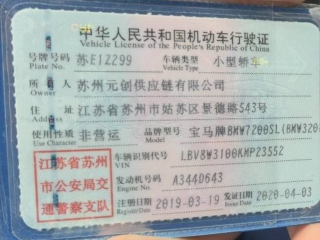 中华人民共和国机动车行驶证
Vehicle License of the People's Republic of China
号牌号码 苏E1Z299 车辆类型 小型轿车
Plate No. Vehicle Type
所有人 苏州元创供应链有限公司
Owner
住址 江苏省苏州市姑苏区景德路543号
Address
使用性质 非营运 品牌型号 宝马牌BMW7200SL(BMW320
Use Character Model
江苏省苏州市公安局交通警察支队
车辆识别代号 LBV8W3100KMP23552
VIN
发动机号码 A344D643
Engine No.
注册日期 2019-03-19 发证日期 2020-04-03
Register Date Issue Date